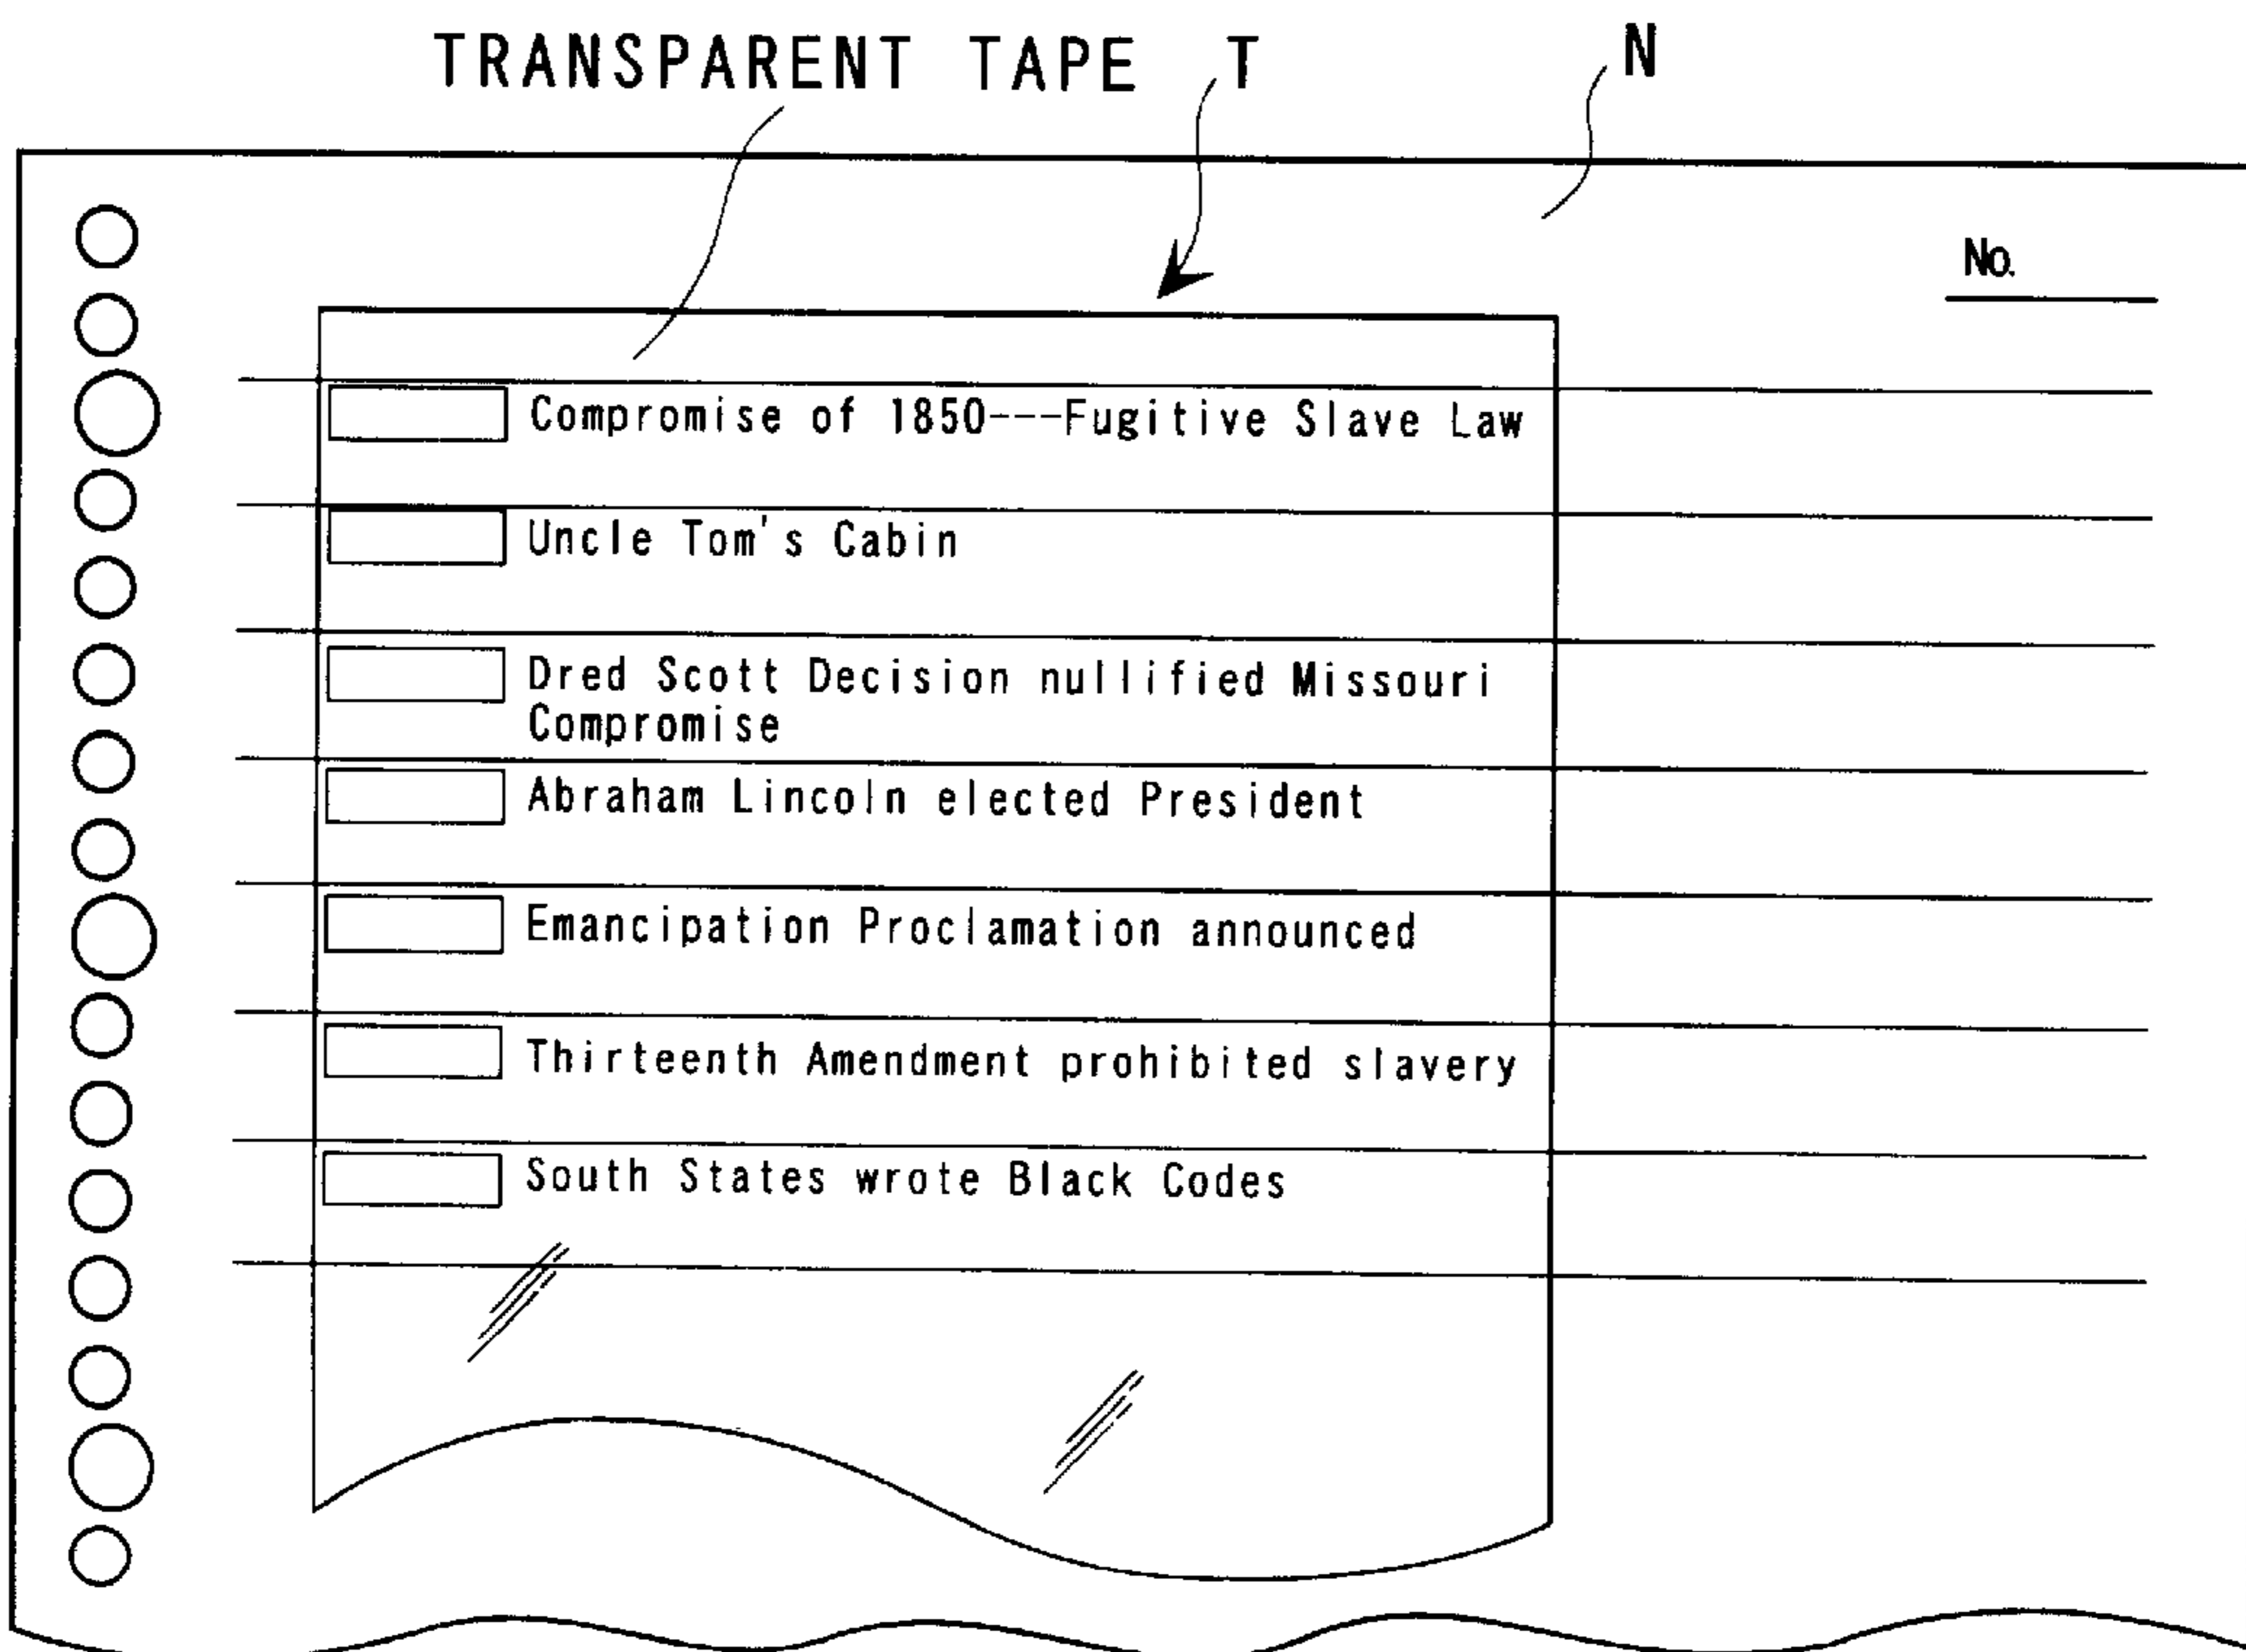 TRANSPARENT TAPE T N
No.
Compromise of 1850---Fugitive Slave Law
Uncle Tom's Cabin
Dred Scott Decision nullified Missouri
Compromise
Abraham Lincoln elected President
Emancipation Proclamation announced
Thirteenth Amendment prohibited slavery
South States wrote Black Codes